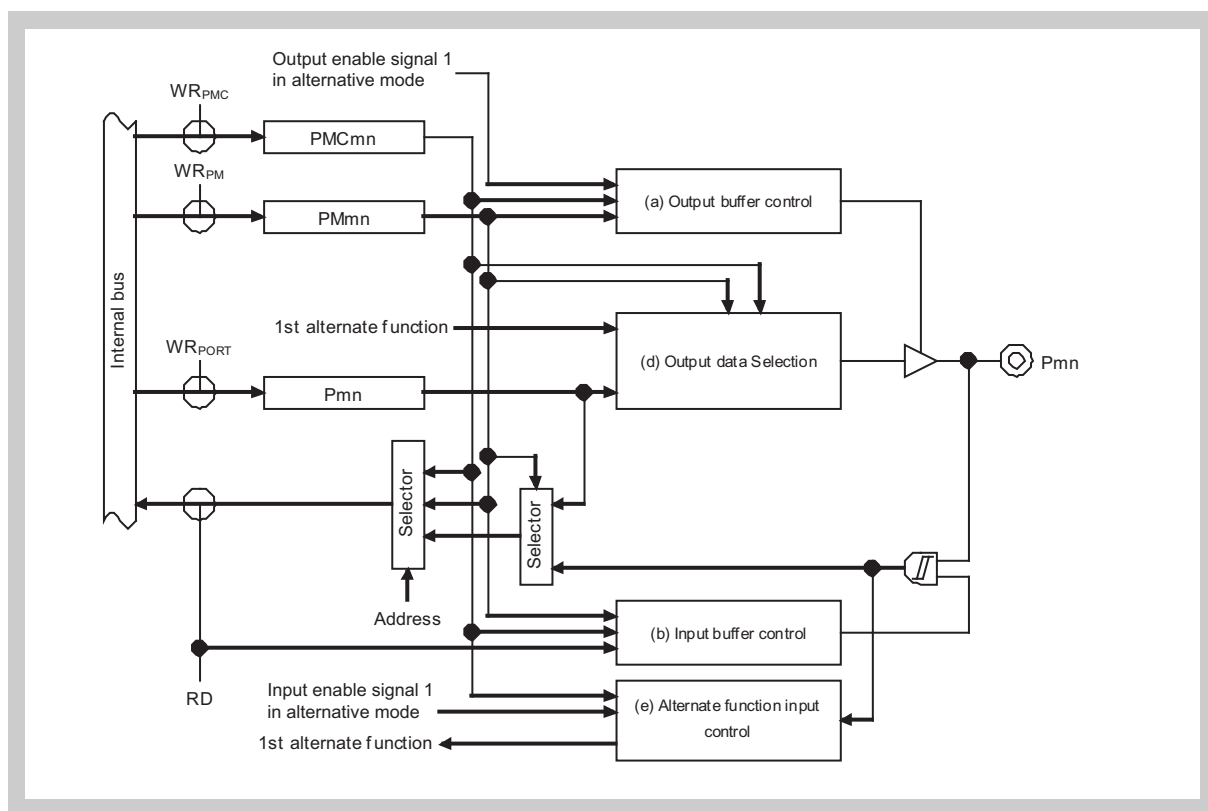 Output enable signal 1
in alternative mode
WRPMC
PMCmn
WRPM
PMmn
(a) Output buffer control
Internal bus
1st alternate function
(d) Output data Selection
WRPORT
Pmn
Pmn
Selector
Selector
Address
(b) Input buffer control
RD
Input enable signal 1
in alternative mode
(e) Alternate function input
control
1st alternate function